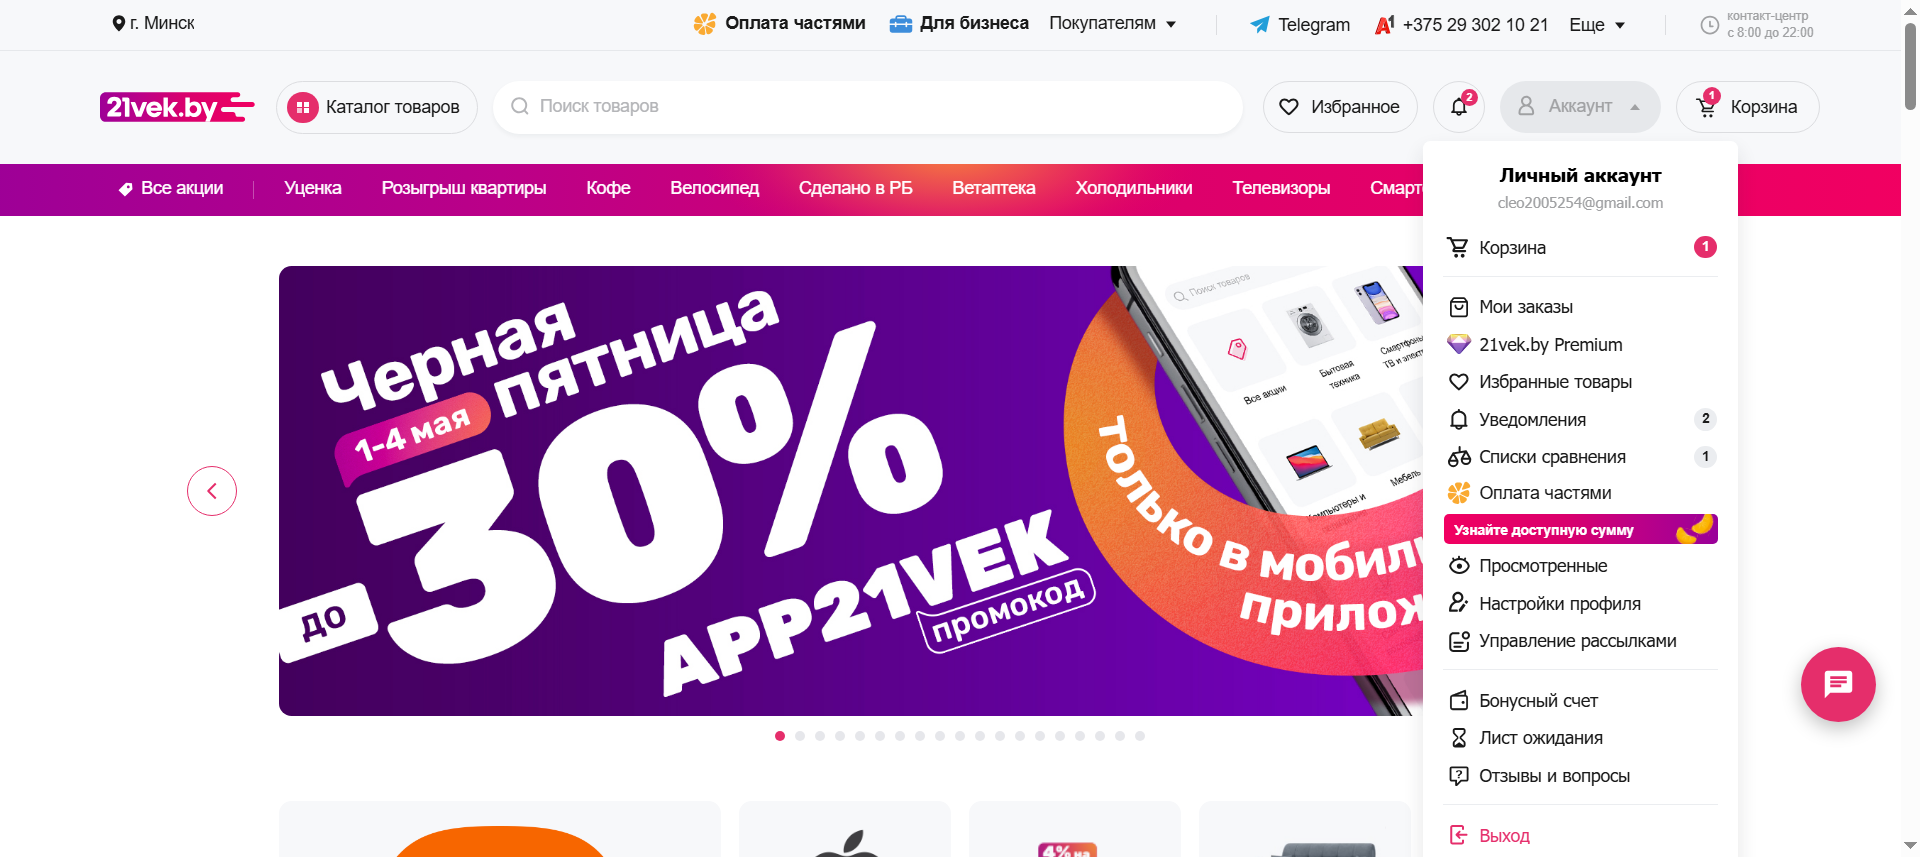 г. Минск
Оплата частями
Для бизнеса
Покупателям
Telegram
A1
+375 29 302 10 21
Еще
контакт-центр
с 8:00 до 22:00
21vek.by
Каталог товаров
Поиск товаров
Избранное
2
Аккаунт
1
Корзина
Все акции
Уценка
Розыгрыш квартиры
Кофе
Велосипед
Сделано в РБ
Ветаптека
Холодильники
Телевизоры
Смарт
Личный аккаунт
cleo2005254@gmail.com
Корзина
1
Мои заказы
21vek.by Premium
Избранные товары
Уведомления
2
Списки сравнения
1
Оплата частями
Узнайте доступную сумму
Просмотренные
Настройки профиля
Управление рассылками
Бонусный счет
Лист ожидания
Отзывы и вопросы
Выход
Черная
пятница
1-4 мая
до
30%
APP21VEK
промокод
только в мобиль
прилож
Поиск товаров
Все акции
Бытовая
техника
Смартфоны,
ТВ и элект
Компьютеры и
Мебель
4% на